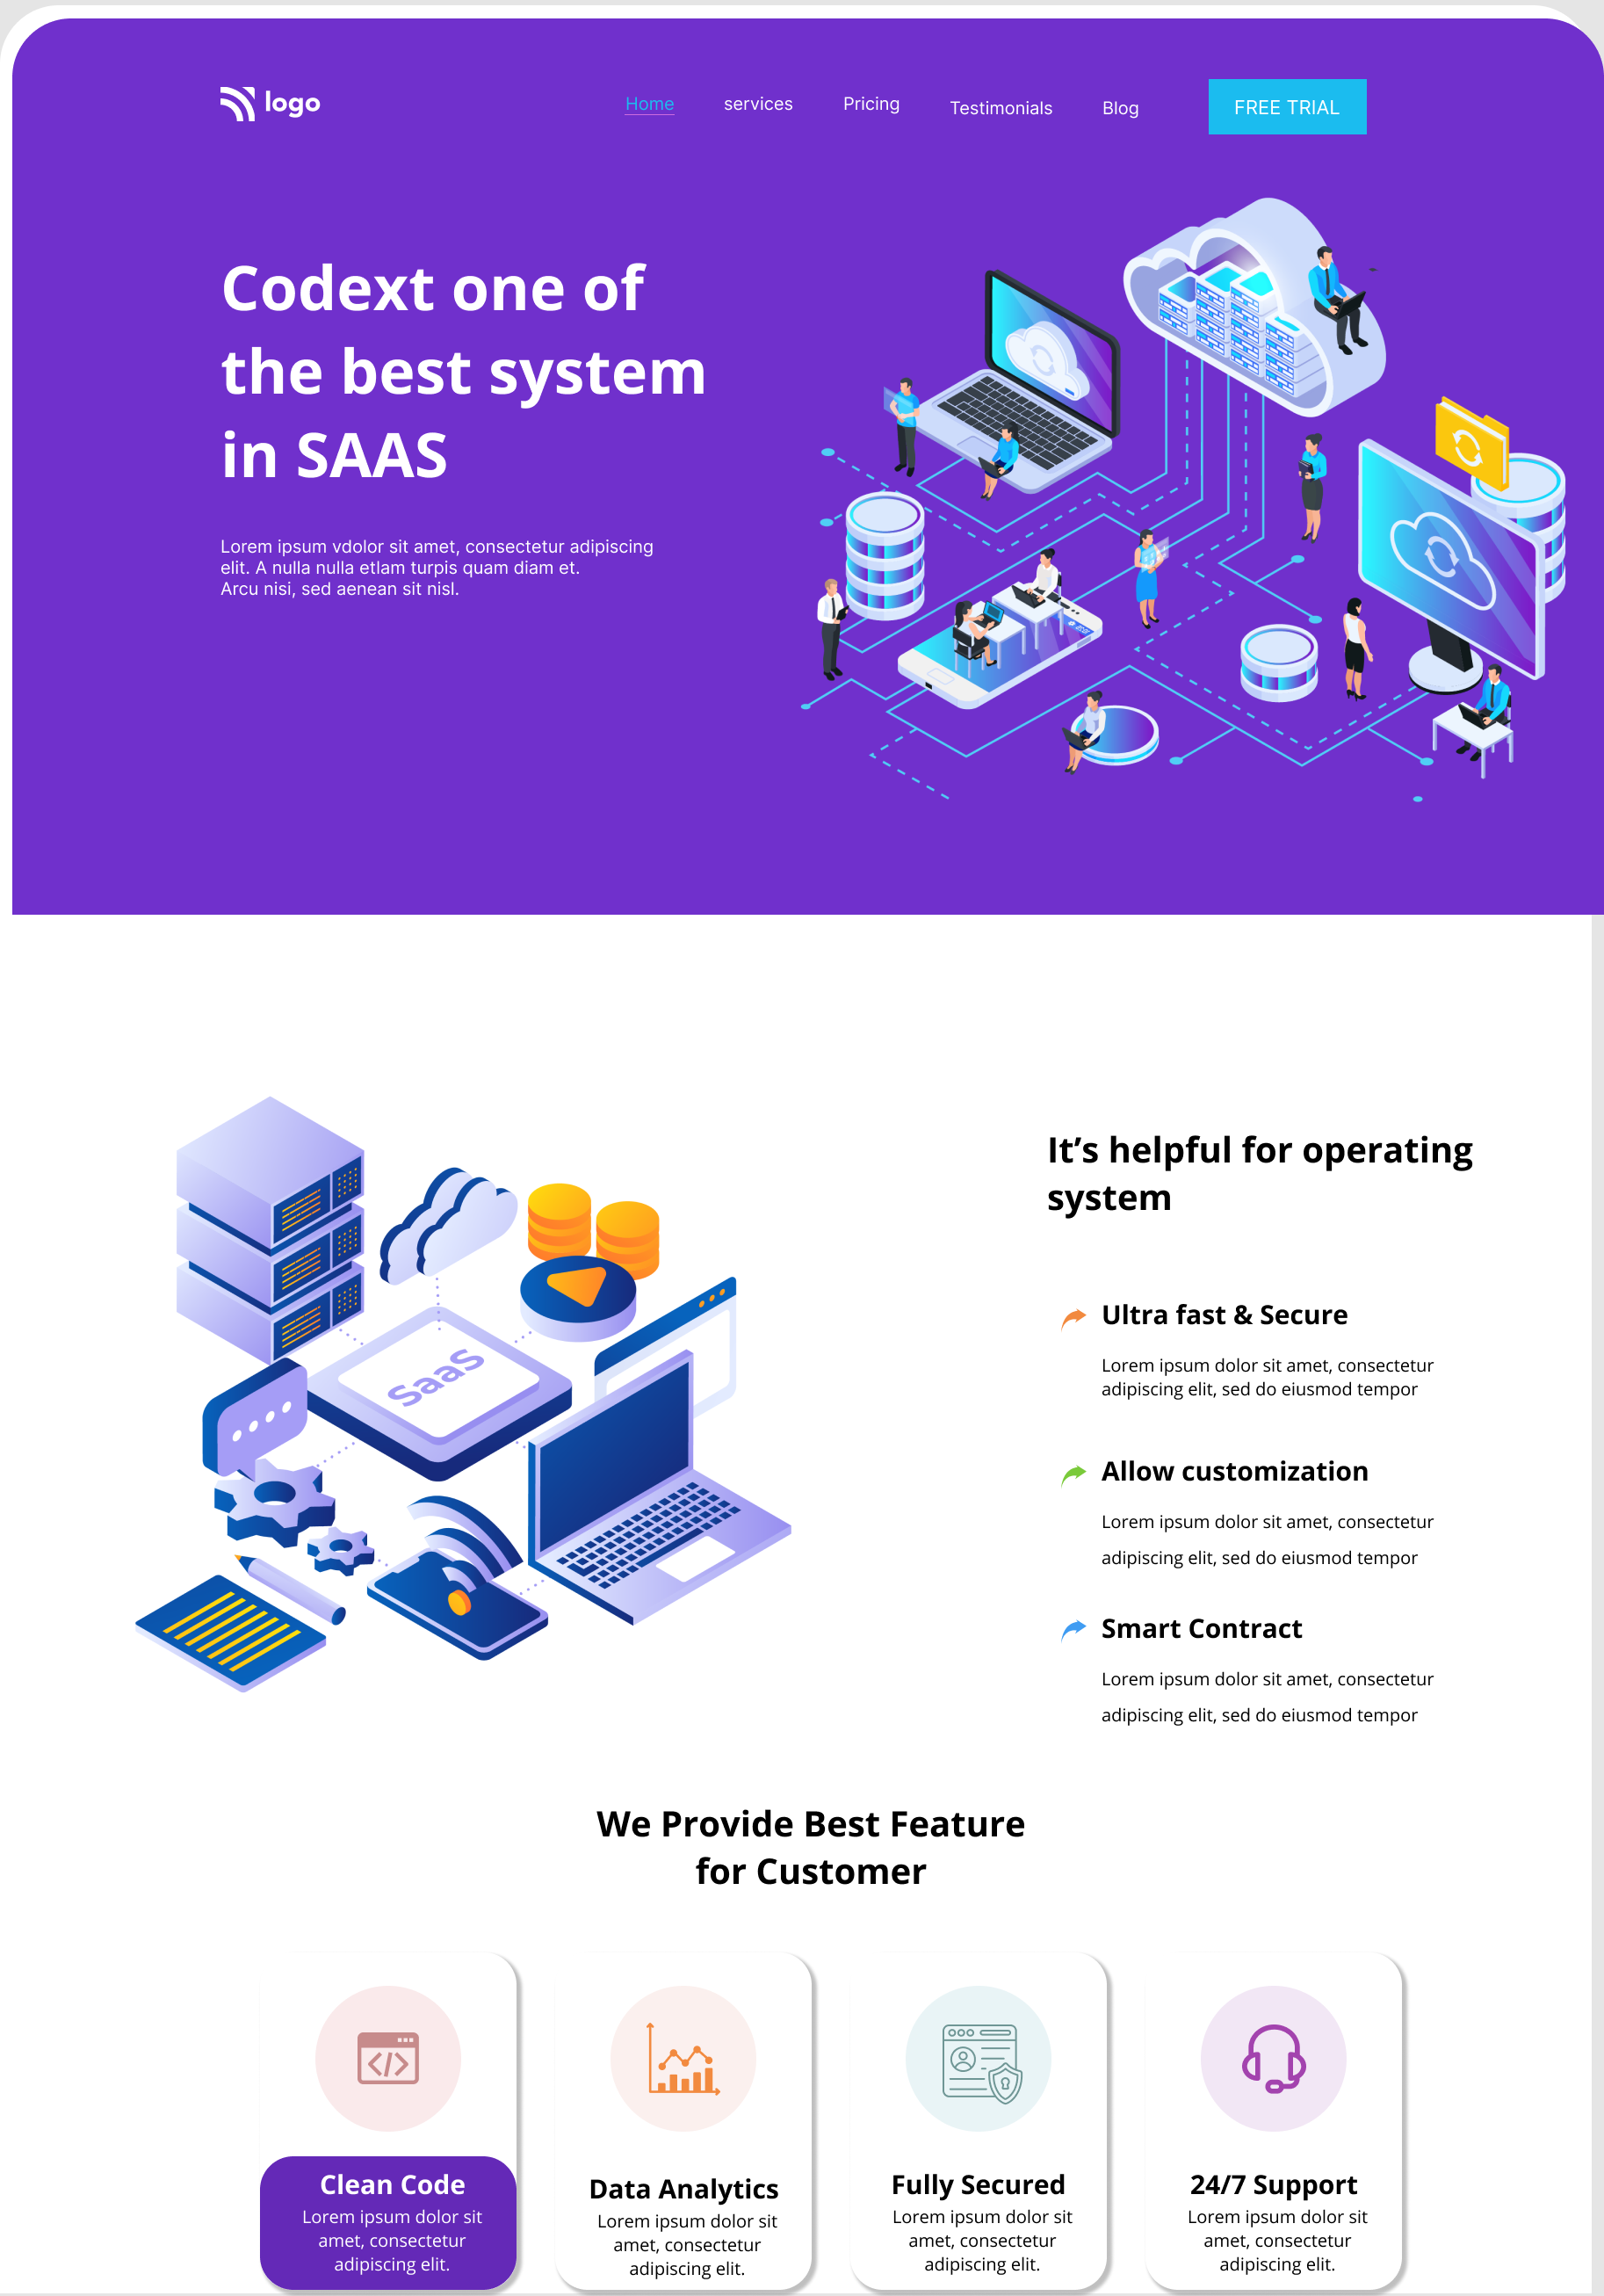 logo
Home
services
Pricing
Testimonials
Blog
FREE TRIAL
Codext one of
the best system
in SAAS
Lorem ipsum vdolor sit amet, consectetur adipiscing
elit. A nulla nulla etlam turpis quam diam et.
Arcu nisi, sed aenean sit nisl.
SaaS
It’s helpful for operating
system
Ultra fast & Secure
Lorem ipsum dolor sit amet, consectetur
adipiscing elit, sed do eiusmod tempor
Allow customization
Lorem ipsum dolor sit amet, consectetur
adipiscing elit, sed do eiusmod tempor
Smart Contract
Lorem ipsum dolor sit amet, consectetur
adipiscing elit, sed do eiusmod tempor
We Provide Best Feature
for Customer
Clean Code
Lorem ipsum dolor sit
amet, consectetur
adipiscing elit.
Data Analytics
Lorem ipsum dolor sit
amet, consectetur
adipiscing elit.
Fully Secured
Lorem ipsum dolor sit
amet, consectetur
adipiscing elit.
24/7 Support
Lorem ipsum dolor sit
amet, consectetur
adipiscing elit.